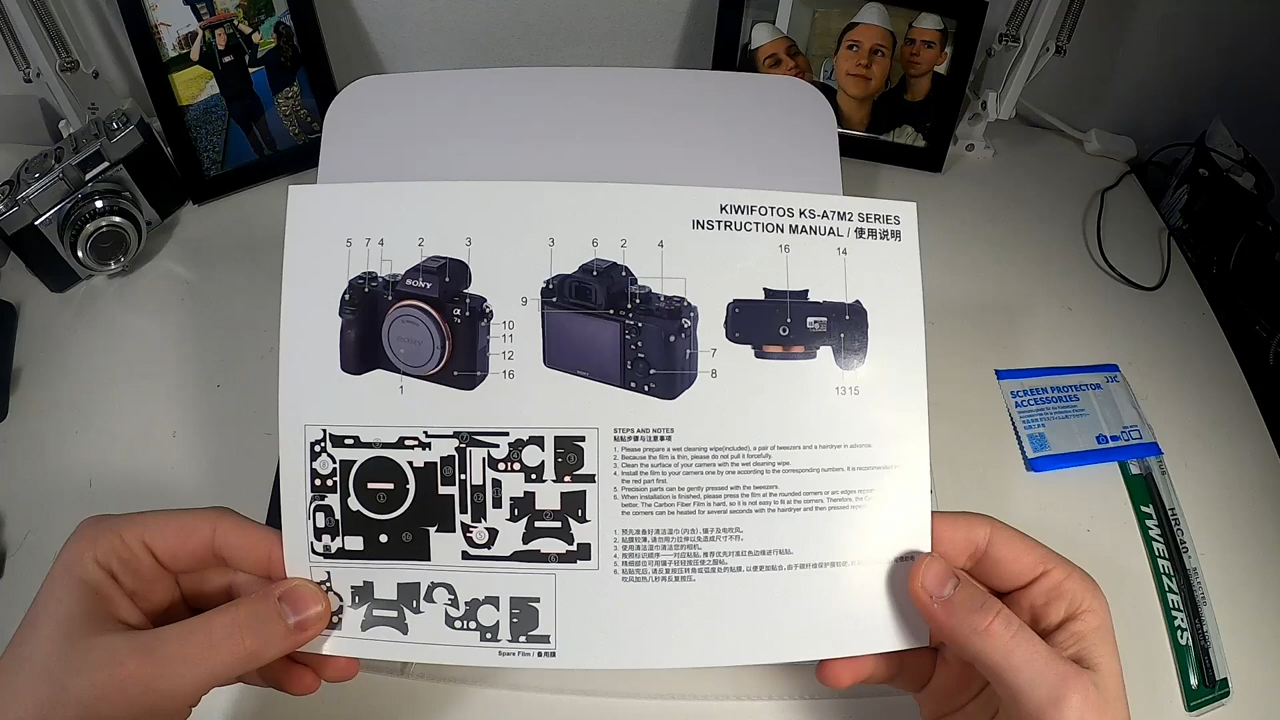 KIWIFOTOS KS-A7M2 SERIES
INSTRUCTION MANUAL / 使用说明
5 7 4 2 3
3 6 2 4
16 14
SONY
9
10
11
12
16
1
7
8
13 15
STEPS AND NOTES
粘贴步骤与注意事项
1. Please prepare a wet cleaning wipe(included), a pair of tweezers and a hairdryer in advance.
2. Because the film is thin, please do not pull it forcefully.
3. Clean the surface of your camera with the wet cleaning wipe.
4. Install the film to your camera one by one according to the corresponding numbers. It is recommended
the red part first).
5. Precision parts can be gently pressed with the tweezers.
6. When installation is finished, please press the film at the rounded corners or arc edges
better. The Carbon Fiber Film is hard, so it is not easy to fit at the corners. Therefore, the
the corners can be heated for several seconds with the hairdryer and then pressed
1. 预先准备好清洁湿巾(内含), 镊子及电吹风。
2. 贴膜较薄, 请勿用力拉伸以免造成尺寸不符。
3. 使用清洁湿巾清洁您的相机。
4. 按照标识顺序一一对应粘贴, 推荐优先对准红色边缘进行粘贴。
5. 精细部位可用镊子轻轻按压使之服帖。
6. 粘贴完后, 请反复按压转角或弧度处的贴膜, 以便更加贴合。由于碳纤维保护膜较硬,
吹风加热几秒再反复按压。
Spare Film / 备用膜
JJC
SCREEN PROTECTOR
ACCESSORIES
TWEEZERS
HRC40
SELECTED